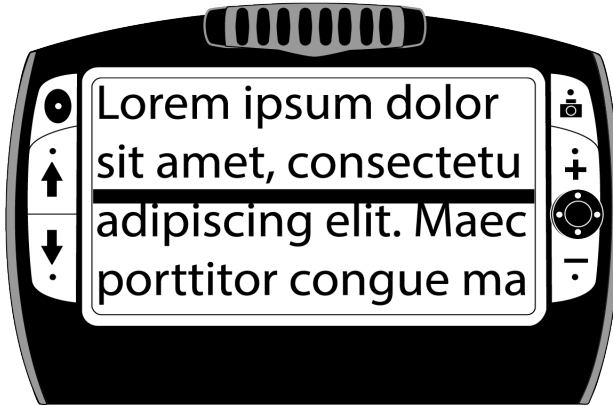 Lorem ipsum dolor
sit amet, consectetu
adipiscing elit. Maec
porttitor congue ma